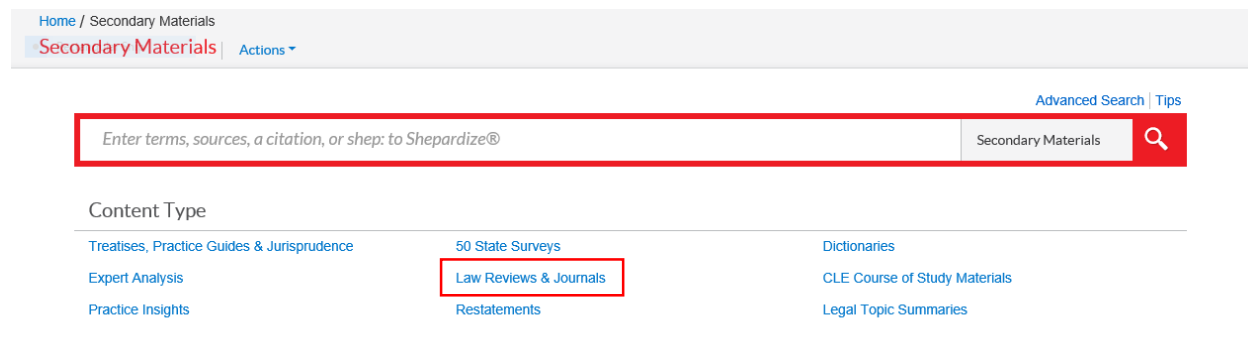 Home / Secondary Materials
Secondary Materials | Actions
Advanced Search | Tips
Enter terms, sources, a citation, or shep: to Shepardize® Secondary Materials
Content Type
Treatises, Practice Guides & Jurisprudence 50 State Surveys Dictionaries
Expert Analysis Law Reviews & Journals CLE Course of Study Materials
Practice Insights Restatements Legal Topic Summaries